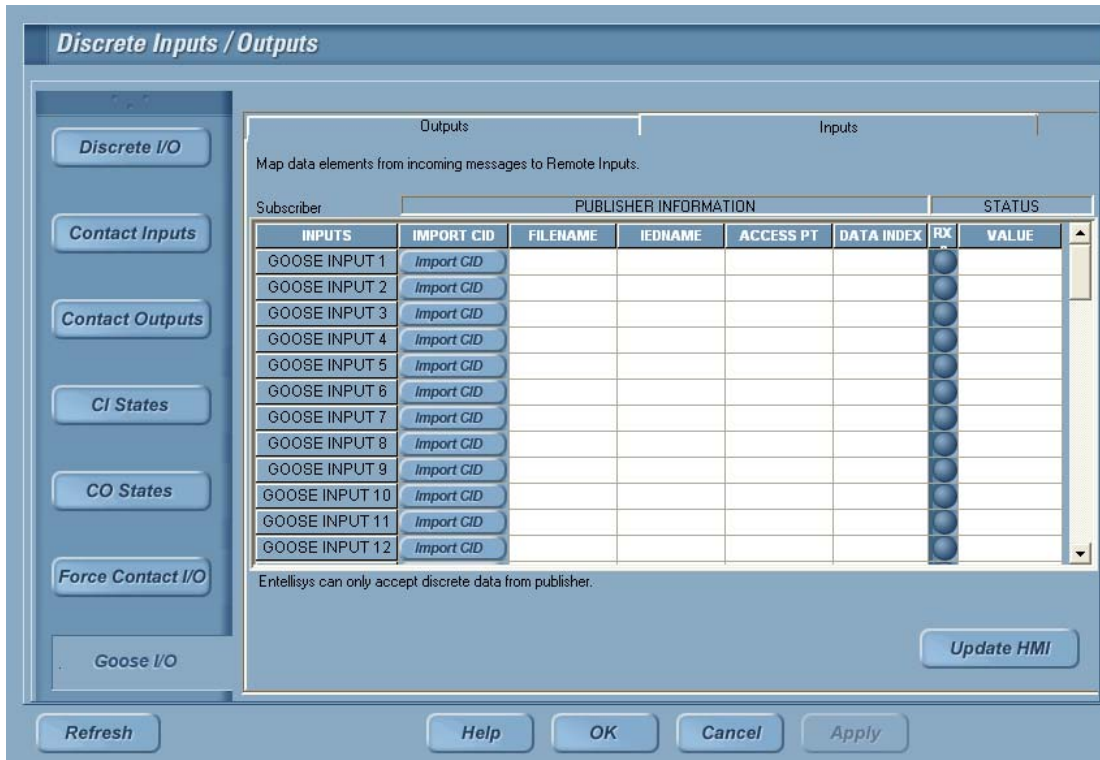 Discrete Inputs / Outputs
Discrete I/O
Contact Inputs
Contact Outputs
CI States
CO States
Force Contact I/O
Goose I/O
Outputs Inputs
Map data elements from incoming messages to Remote Inputs.
Subscriber PUBLISHER INFORMATION STATUS
INPUTS IMPORT CID FILENAME IEDNAME ACCESS PT DATA INDEX RX VALUE
GOOSE INPUT 1 Import CID
GOOSE INPUT 2 Import CID
GOOSE INPUT 3 Import CID
GOOSE INPUT 4 Import CID
GOOSE INPUT 5 Import CID
GOOSE INPUT 6 Import CID
GOOSE INPUT 7 Import CID
GOOSE INPUT 8 Import CID
GOOSE INPUT 9 Import CID
GOOSE INPUT 10 Import CID
GOOSE INPUT 11 Import CID
GOOSE INPUT 12 Import CID
Entellisys can only accept discrete data from publisher.
Update HMI
Refresh Help OK Cancel Apply